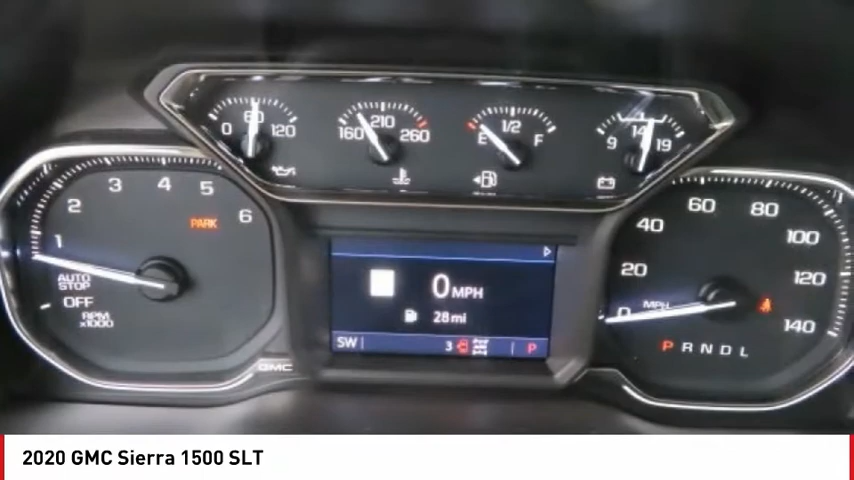 0 60 120
160 210 260
E 1/2 F
9 14 19
1 2 3 4 5 6
PARK
AUTO
STOP
OFF
RPM
x1000
GMC
0 MPH
28 mi
SW
3
P
0 20 40 60 80 100 120 140
MPH
P R N D L
2020 GMC Sierra 1500 SLT